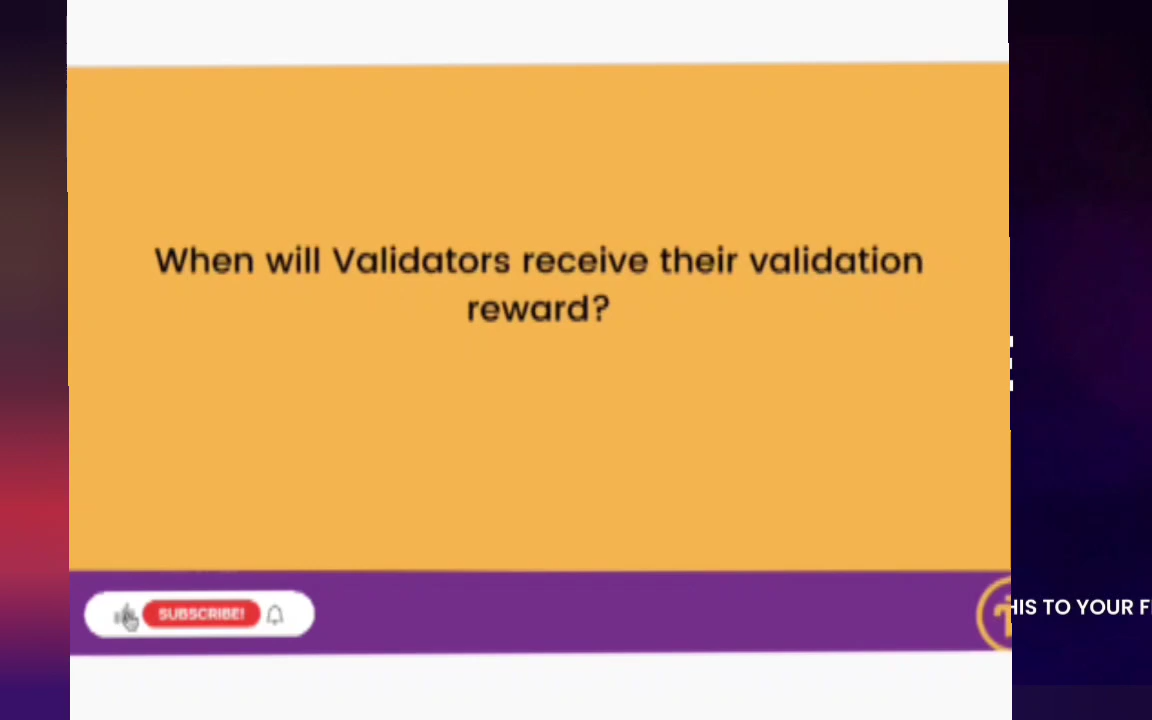 When will Validators receive their validation
reward?
SUBSCRIBE!
HIS TO YOUR F